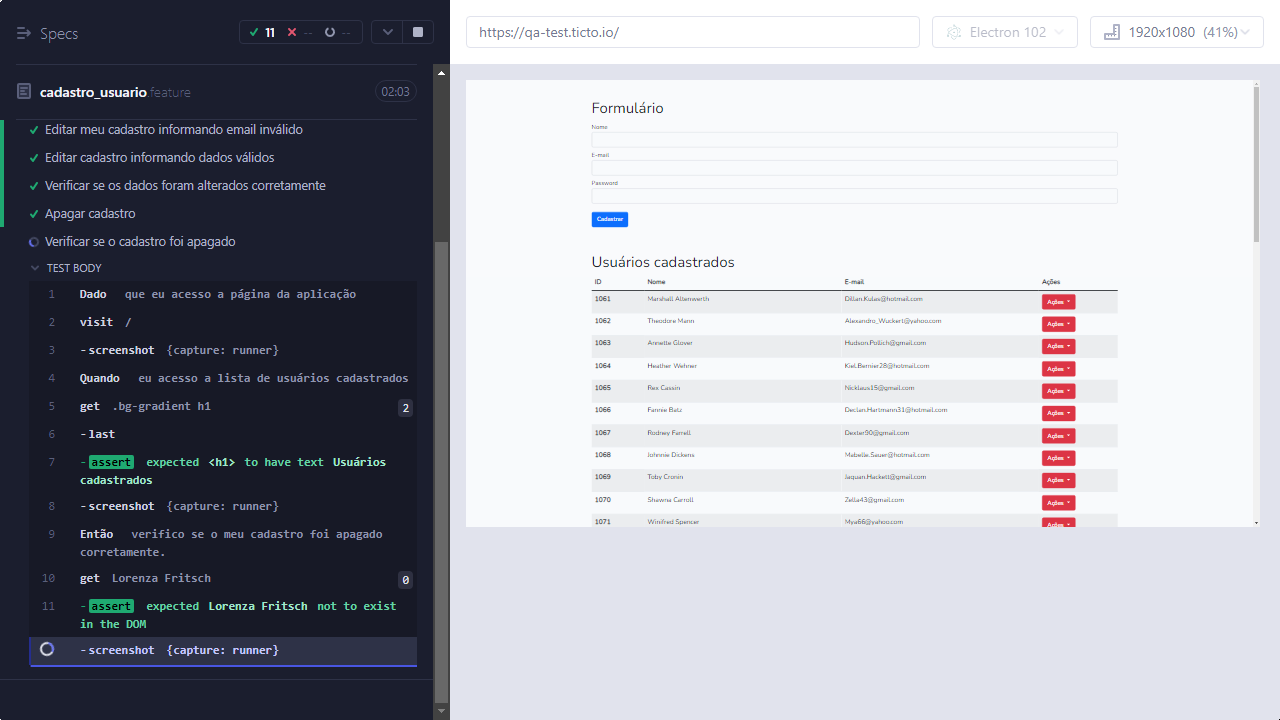 Specs
11 -- --
cadastro_usuario.feature 02:03
Editar meu cadastro informando email inválido
Editar cadastro informando dados válidos
Verificar se os dados foram alterados corretamente
Apagar cadastro
Verificar se o cadastro foi apagado
TEST BODY
1 Dado que eu acesso a página da aplicação
2 visit /
3 -screenshot {capture: runner}
4 Quando eu acesso a lista de usuários cadastrados
5 get .bg-gradient h1 2
6 -last
7 -assert expected <h1> to have text Usuários
cadastrados
8 -screenshot {capture: runner}
9 Então verifico se o meu cadastro foi apagado
corretamente.
10 get Lorenza Fritsch 0
11 -assert expected Lorenza Fritsch not to exist
in the DOM
-screenshot {capture: runner}
https://qa-test.ticto.io/ Electron 102 1920x1080 (41%)
Formulário
Nome
E-mail
Password
Cadastrar
Usuários cadastrados
ID Nome E-mail Ações
1061 Marshall Altenwerth Dillan.Kulas@hotmail.com Ações
1062 Theodore Mann Alexandro_Wuckert@yahoo.com Ações
1063 Annette Glover Hudson.Pollich@gmail.com Ações
1064 Heather Wehner Kiel.Bernier28@hotmail.com Ações
1065 Rex Cassin Nicklaus15@gmail.com Ações
1066 Fannie Batz Declan.Hartmann31@hotmail.com Ações
1067 Rodney Farrell Dexter90@gmail.com Ações
1068 Johnnie Dickens Mabelle.Sauer@hotmail.com Ações
1069 Toby Cronin Jaquan.Hackett@gmail.com Ações
1070 Shawna Carroll Zella43@gmail.com Ações
1071 Winifred Spencer Mya66@yahoo.com Ações